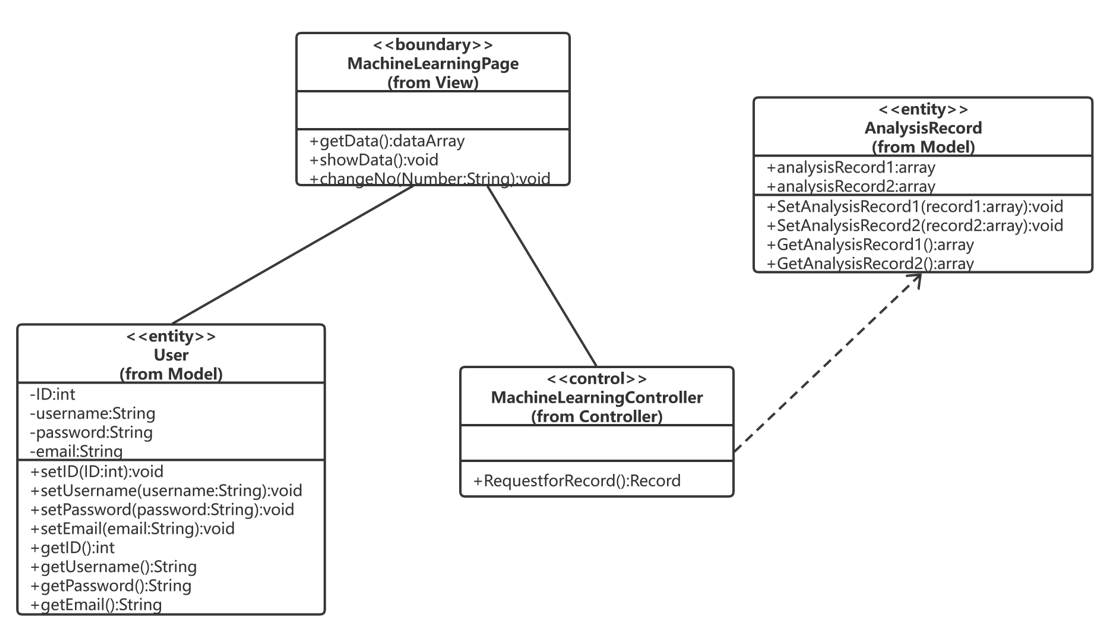 <<boundary>>
MachineLearningPage
(from View)
+getData():dataArray
+showData():void
+changeNo(Number:String):void
<<entity>>
AnalysisRecord
(from Model)
+analysisRecord1:array
+analysisRecord2:array
+SetAnalysisRecord1(record1:array):void
+SetAnalysisRecord2(record2:array):void
+GetAnalysisRecord1():array
+GetAnalysisRecord2():array
<<entity>>
User
(from Model)
-ID:int
-username:String
-password:String
-email:String
+setID(ID:int):void
+setUsername(username:String):void
+setPassword(password:String):void
+setEmail(email:String):void
+getID():int
+getUsername():String
+getPassword():String
+getEmail():String
<<control>>
MachineLearningController
(from Controller)
+RequestforRecord():Record